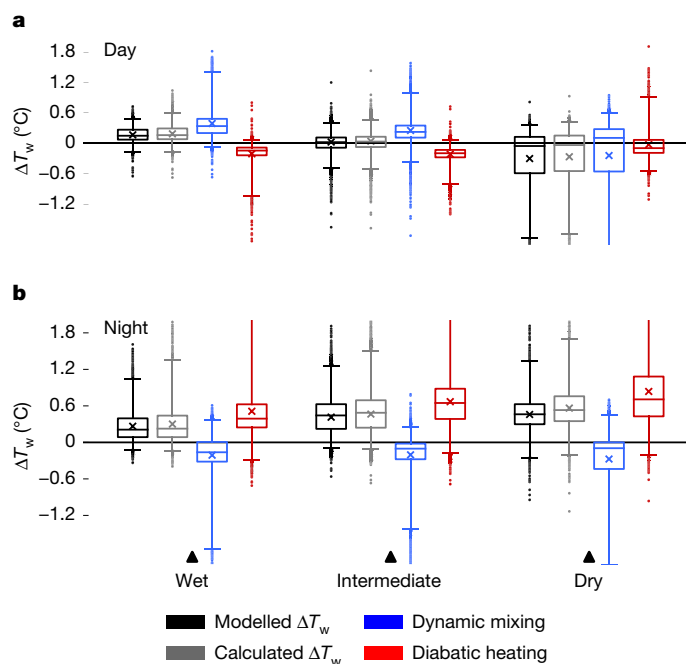 a
Day
ΔTw (°C)
1.8
1.2
0.6
0
−0.6
−1.2
b
Night
ΔTw (°C)
1.8
1.2
0.6
0
−0.6
−1.2
Wet Intermediate Dry
Modelled ΔTw Dynamic mixing
Calculated ΔTw Diabatic heating